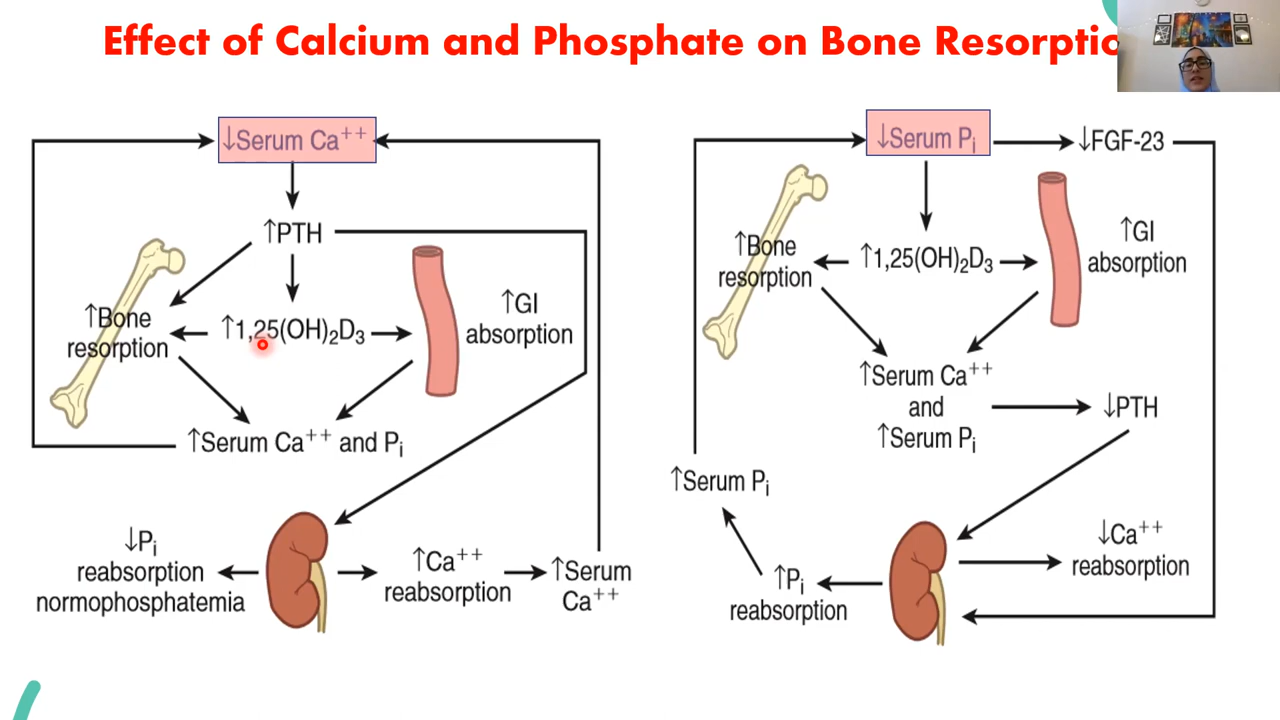 Effect of Calcium and Phosphate on Bone Resorptio
↓Serum Ca⁺⁺
↑PTH
↑Bone
resorption
↑1,25(OH)₂D₃
↑GI
absorption
↑Serum Ca⁺⁺ and Pᵢ
↓Pᵢ
reabsorption
normophosphatemia
↑Ca⁺⁺
reabsorption
↑Serum
Ca⁺⁺
↓Serum Pᵢ
↓FGF-23
↑Bone
resorption
↑1,25(OH)₂D₃
↑GI
absorption
↑Serum Ca⁺⁺
and
↑Serum Pᵢ
↓PTH
↑Serum Pᵢ
↑Pᵢ
reabsorption
↓Ca⁺⁺
reabsorption